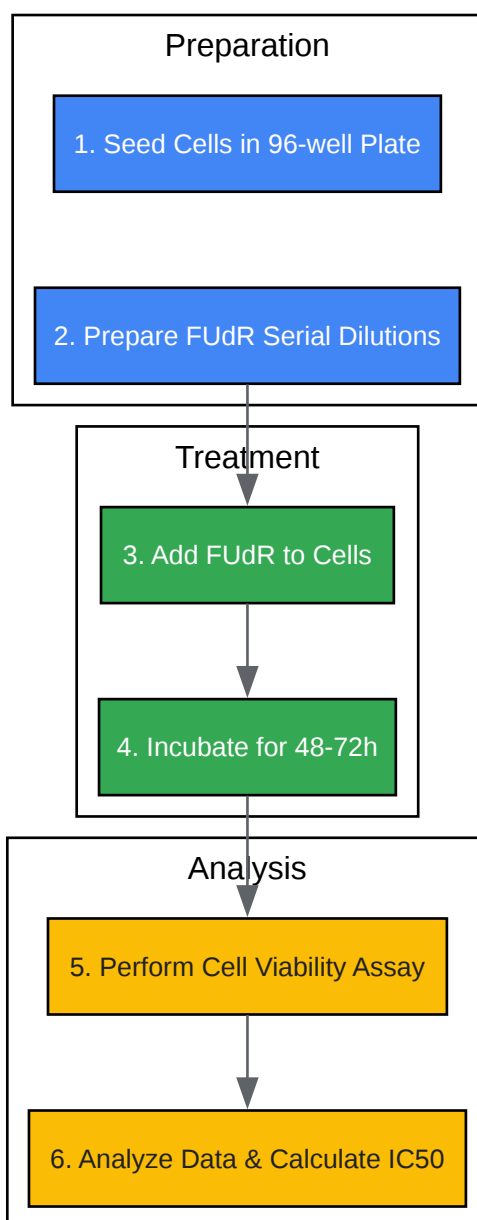 Preparation
1. Seed Cells in 96-well Plate
2. Prepare FUdR Serial Dilutions
Treatment
3. Add FUdR to Cells
4. Incubate for 48-72h
Analysis
5. Perform Cell Viability Assay
6. Analyze Data & Calculate IC50